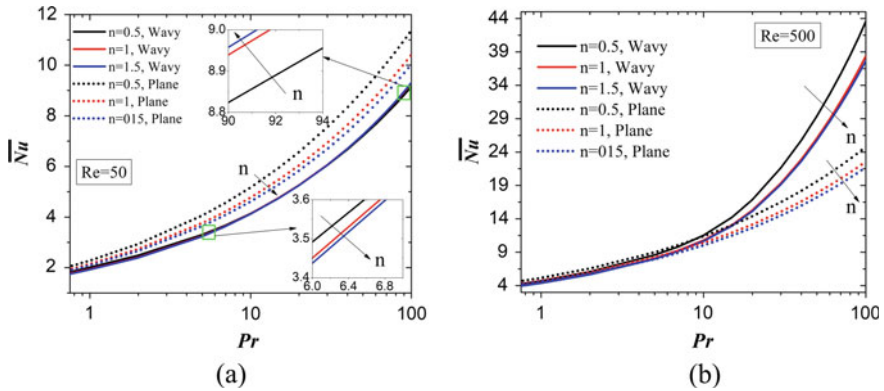 12
10
8
6
4
2
Nu
n=0.5, Wavy
n=1, Wavy
n=1.5, Wavy
n=0.5, Plane
n=1, Plane
n=015, Plane
Re=50
9.0
8.9
8.8
90 92 94
n
n
3.6
3.5
3.4
6.0 6.4 6.8
n
1 10 100
Pr
(a)
44
39
34
29
24
19
14
9
4
Nu
n=0.5, Wavy
n=1, Wavy
n=1.5, Wavy
n=0.5, Plane
n=1, Plane
n=015, Plane
Re=500
n
n
1 10 100
Pr
(b)